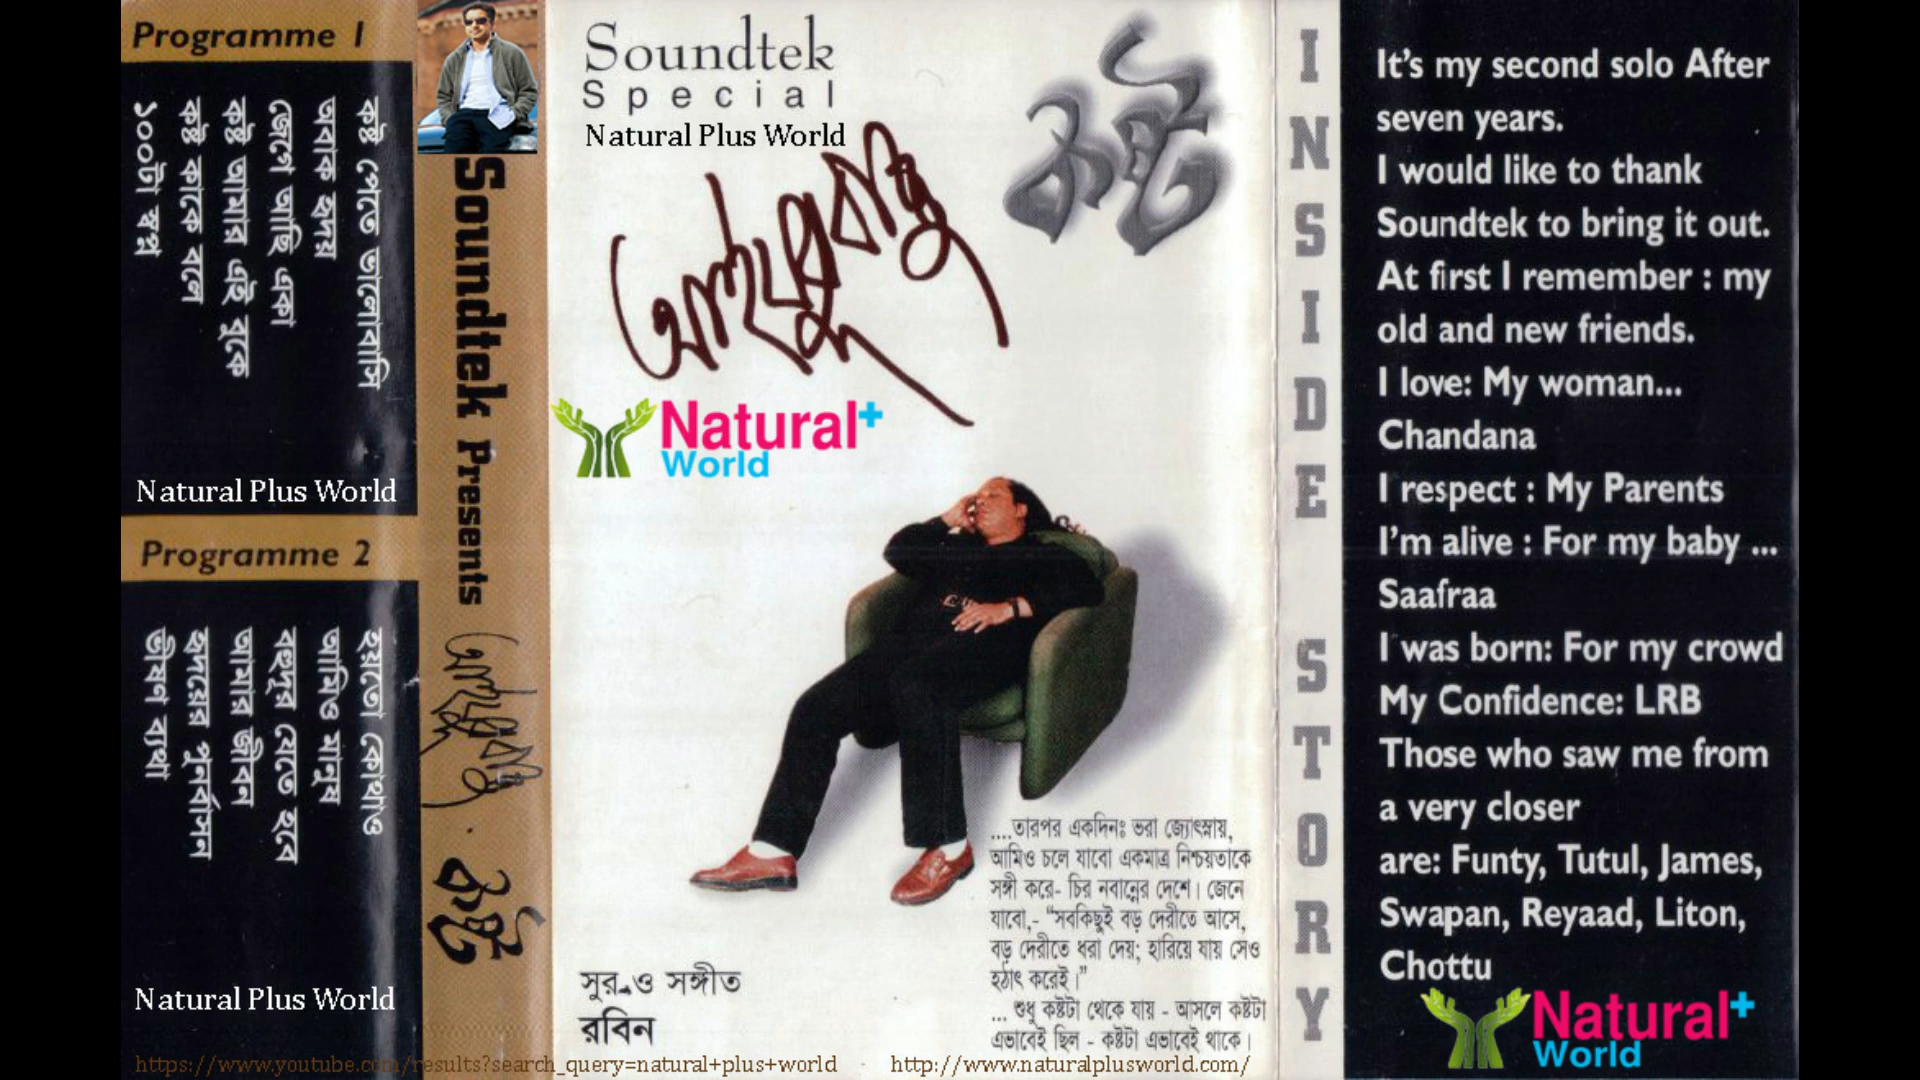 Programme 1
কষ্ট পেতে ভালোবাসি
অবাক হৃদয়
জেগে আছি একা
কষ্ট আমার এই বুকে
কষ্ট কাকে বলে
১০০টা স্বপ্ন
Natural Plus World
Programme 2
হয়তো কোথাও
আমিও মানুষ
বহুদূর যেতে হবে
আমার জীবন
হৃদয়ের পুনর্বাসন
ভীষণ ব্যথা
Natural Plus World
Soundtek Presents
আইয়ুব বাচ্চু
কষ্ট
Soundtek
Special
Natural Plus World
কষ্ট
আইয়ুব বাচ্চু
Natural+
World
....তারপর একদিনঃ ভরা জ্যোৎস্নায়,
আমিও চলে যাবো একমাত্র নিশ্চয়তাকে
সঙ্গী করে- চির নবান্নের দেশে। জেনে
যাবো,- “সবকিছুই বড় দেরীতে আসে,
বড় দেরীতে ধরা দেয়; হারিয়ে যায় সেও
হঠাৎ করেই।”
... শুধু কষ্টটা থেকে যায় - আসলে কষ্টটা
এভাবেই ছিল - কষ্টটা এভাবেই থাকে।
সুর ও সঙ্গীত
রবিন
INSIDE STORY
It's my second solo After
seven years.
I would like to thank
Soundtek to bring it out.
At first I remember : my
old and new friends.
I love: My woman...
Chandana
I respect : My Parents
I'm alive : For my baby ...
Saafraa
I was born: For my crowd
My Confidence: LRB
Those who saw me from
a very closer
are: Funty, Tutul, James,
Swapan, Reyaad, Liton,
Chottu
Natural+
World
https://www.youtube.com/results?search_query=natural+plus+world
http://www.naturalplusworld.com/